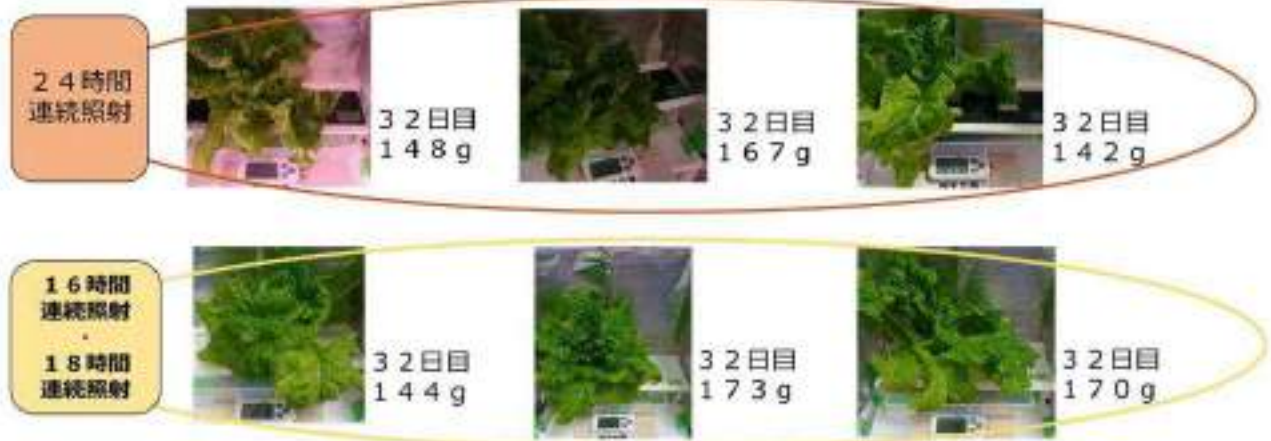 ２４時間
連続照射
３２日目
１４８g
３２日目
１６７g
３２日目
１４２g
１６時間
連続照射
・
１８時間
連続照射
３２日目
１４４g
３２日目
１７３g
３２日目
１７０g